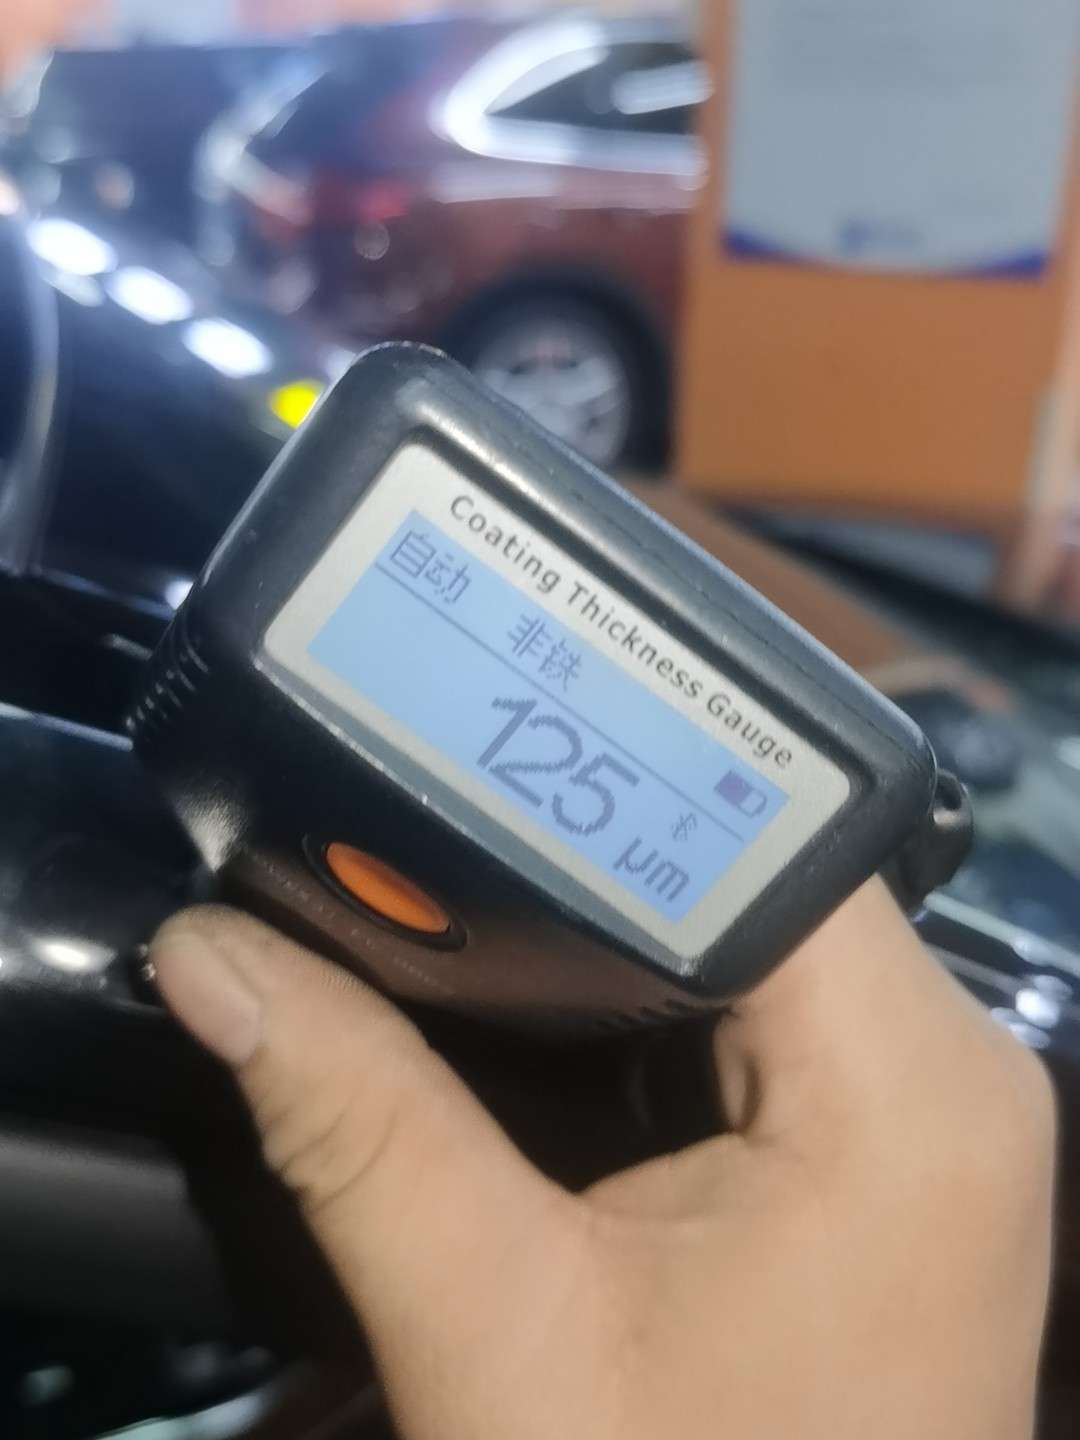 Coating Thickness Gauge
自动 非铁
125 μm